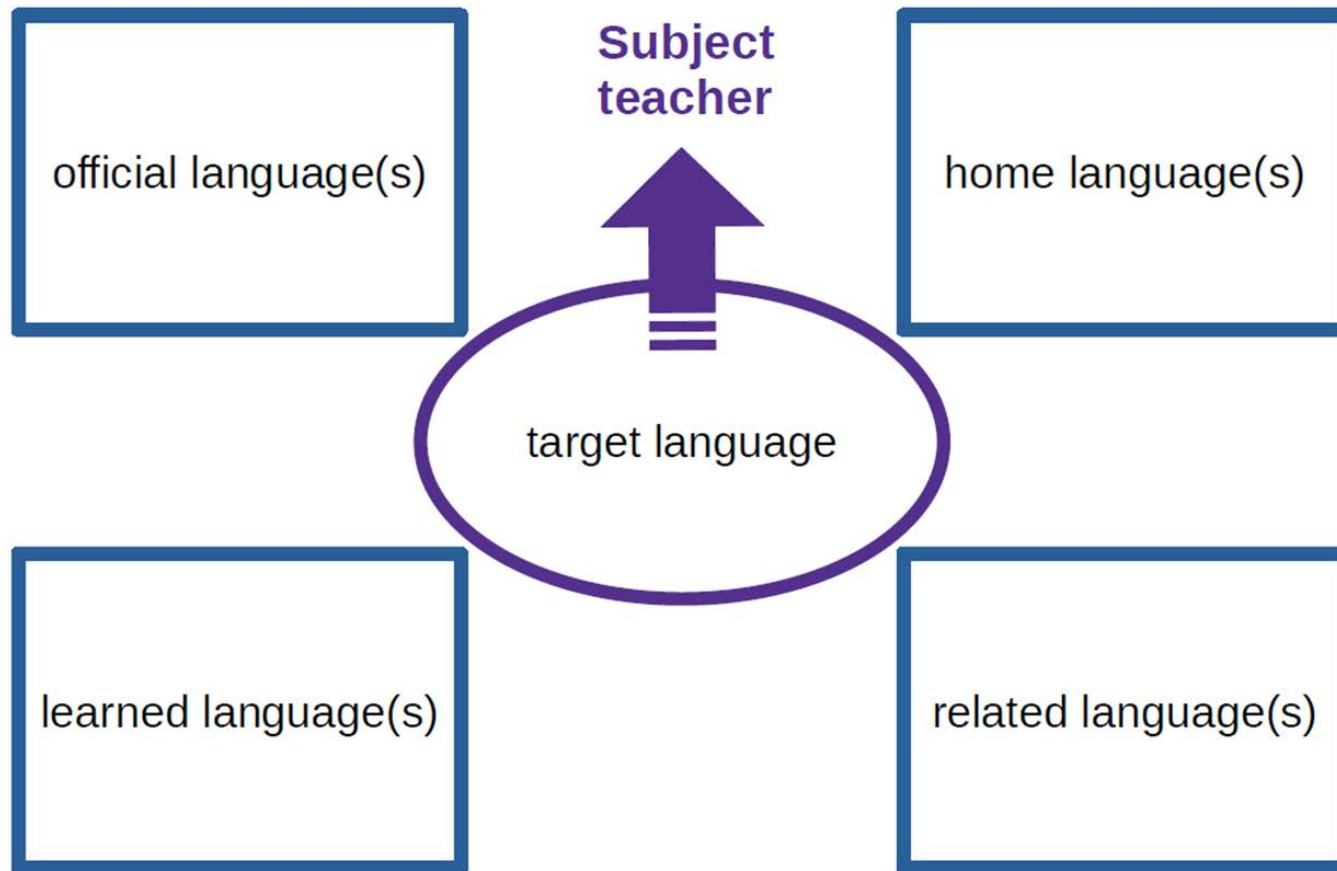 Subject
teacher
official language(s)
home language(s)
target language
learned language(s)
related language(s)